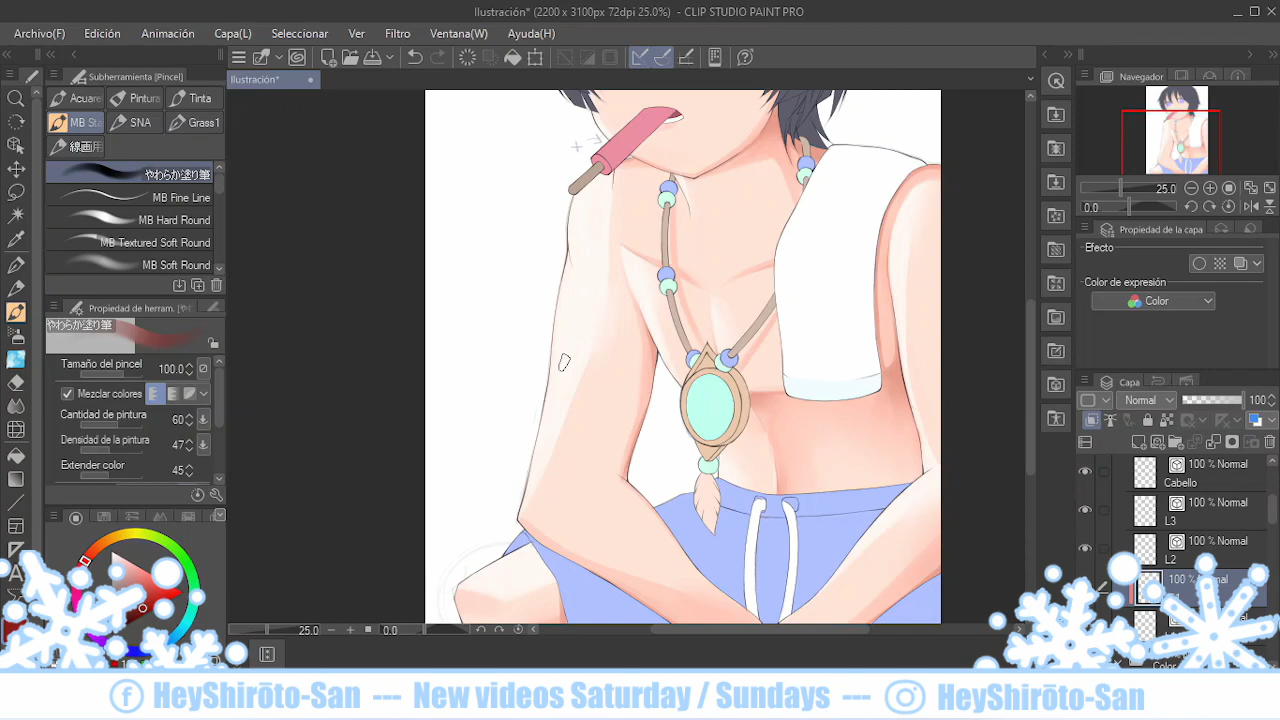 Ilustración* (2200 x 3100px 72dpi 25.0%) - CLIP STUDIO PAINT PRO
Archivo(F) Edición Animación Capa(L) Seleccionar Ver Filtro Ventana(W) Ayuda(H)
Subherramienta [Pincel]
Ilustración*
Navegador
Acuare
Pintura
Tinta
MB Sta
SNA
Grass1
線画用
やわらか塗り筆
MB Fine Line
MB Hard Round
MB Textured Soft Round
MB Soft Round
Propiedad de herram.
やわらか塗り筆
Tamaño del pincel 100.0
Mezclar colores
Cantidad de pintura 60
Densidad de la pintura 47
Extender color 45
25.0
0.0
Propiedad de la capa
Efecto
Color de expresión
Color
Capa
Normal 100
100 % Normal
Cabello
100 % Normal
L3
100 % Normal
L2
25.0 0.0
HeyShirōto-San --- New videos Saturday / Sundays --- HeyShirōto-San